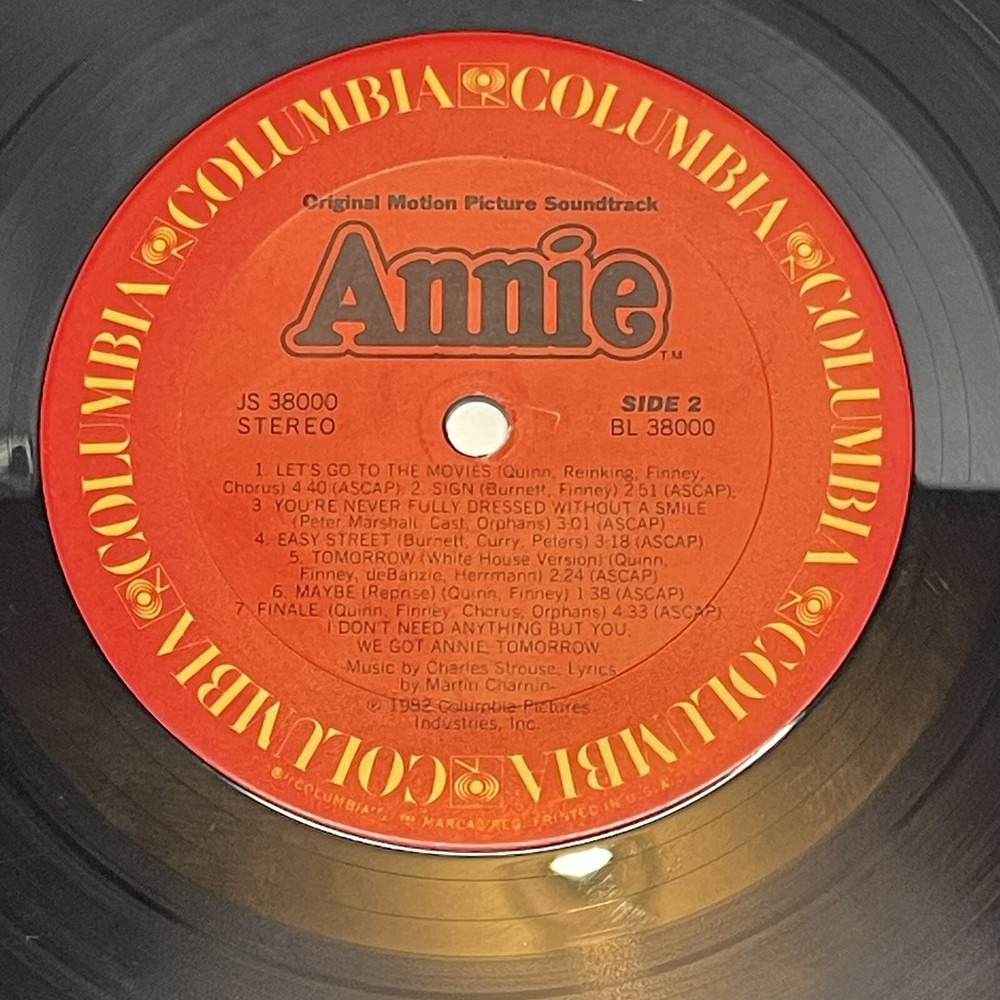 COLUMBIA COLUMBIA COLUMBIA COLUMBIA COLUMBIA COLUMBIA
Original Motion Picture Soundtrack
Annie
TM
JS 38000
STEREO
SIDE 2
BL 38000
1. LET'S GO TO THE MOVIES (Quinn, Reinking, Finney,
Chorus) 4:40 (ASCAP); 2. SIGN (Burnett, Finney) 2:51 (ASCAP);
3. YOU'RE NEVER FULLY DRESSED WITHOUT A SMILE
(Peter Marshall, Cast, Orphans) 3:01 (ASCAP)
4. EASY STREET (Burnett, Curry, Peters) 3:18 (ASCAP)
5. TOMORROW (White House Version) (Quinn,
Finney, deBanzie, Herrmann) 2:24 (ASCAP)
6. MAYBE (Reprise) (Quinn, Finney) 1:38 (ASCAP)
7. FINALE (Quinn, Finney, Chorus, Orphans) 4:33 (ASCAP)
I DON'T NEED ANYTHING BUT YOU;
WE GOT ANNIE; TOMORROW
Music by Charles Strouse, Lyrics
by Martin Charnin
℗ 1982 Columbia Pictures
Industries, Inc.
"COLUMBIA", MARCAS REG. PRINTED IN U.S.A.